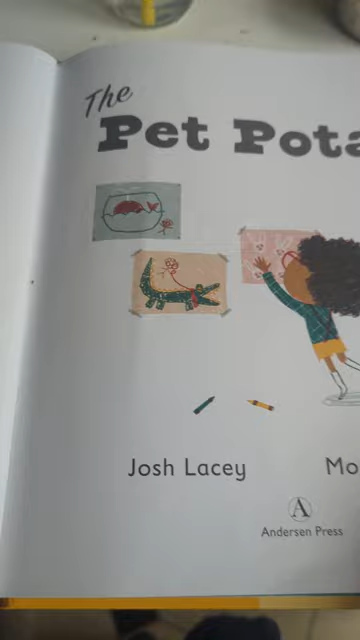 The
Pet Pota
Josh Lacey
Mo
A
Andersen Press